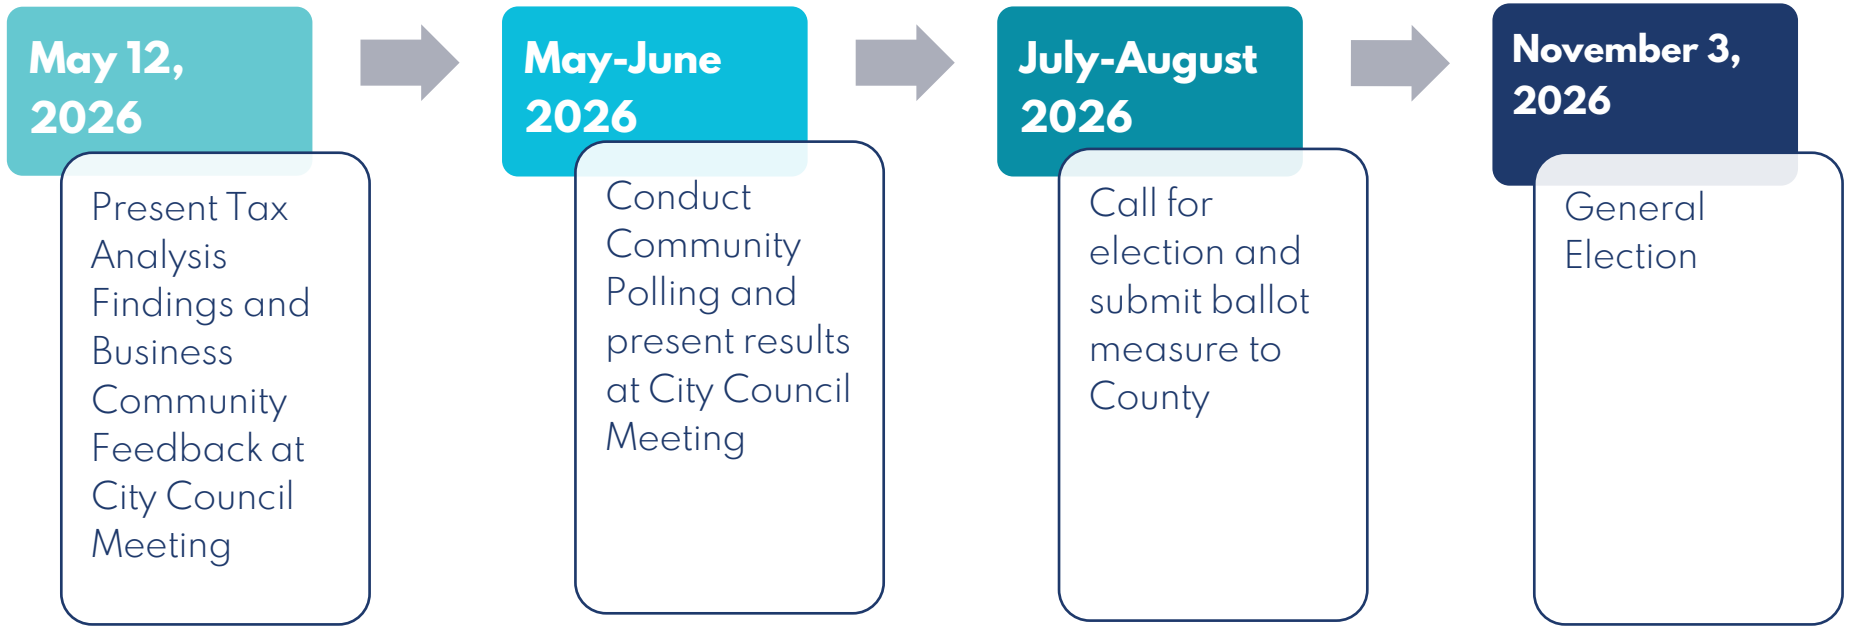 May 12,
2026
Present Tax
Analysis
Findings and
Business
Community
Feedback at
City Council
Meeting
May-June
2026
Conduct
Community
Polling and
present results
at City Council
Meeting
July-August
2026
Call for
election and
submit ballot
measure to
County
November 3,
2026
General
Election